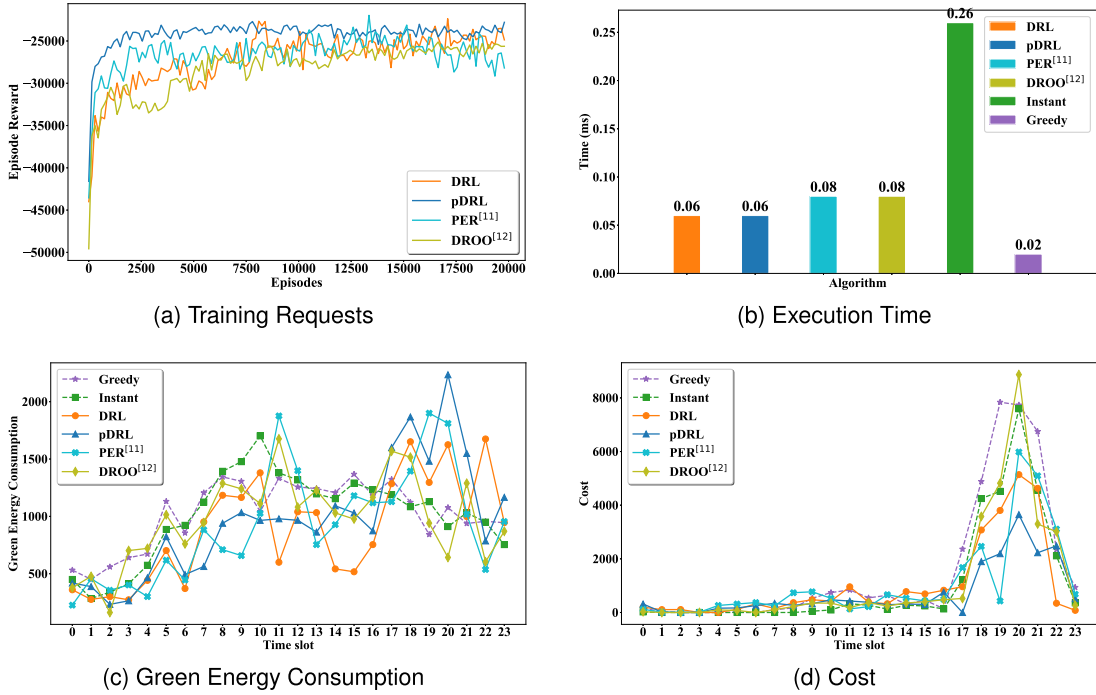 −25000
−30000
−35000
−40000
−45000
−50000
Episode Reward
0 2500 5000 7500 10000 12500 15000 17500 20000
Episodes
DRL
pDRL
PER[11]
DROO[12]
(a) Training Requests
0.25
0.20
0.15
0.10
0.05
0.00
Time (ms)
0.06 0.06 0.08 0.08 0.26 0.02
Algorithm
DRL
pDRL
PER[11]
DROO[12]
Instant
Greedy
(b) Execution Time
2000
1500
1000
500
Green Energy Consumption
0 1 2 3 4 5 6 7 8 9 10 11 12 13 14 15 16 17 18 19 20 21 22 23
Time slot
Greedy
Instant
DRL
pDRL
PER[11]
DROO[12]
(c) Green Energy Consumption
8000
6000
4000
2000
0
Cost
0 1 2 3 4 5 6 7 8 9 10 11 12 13 14 15 16 17 18 19 20 21 22 23
Time slot
Greedy
Instant
DRL
pDRL
PER[11]
DROO[12]
(d) Cost